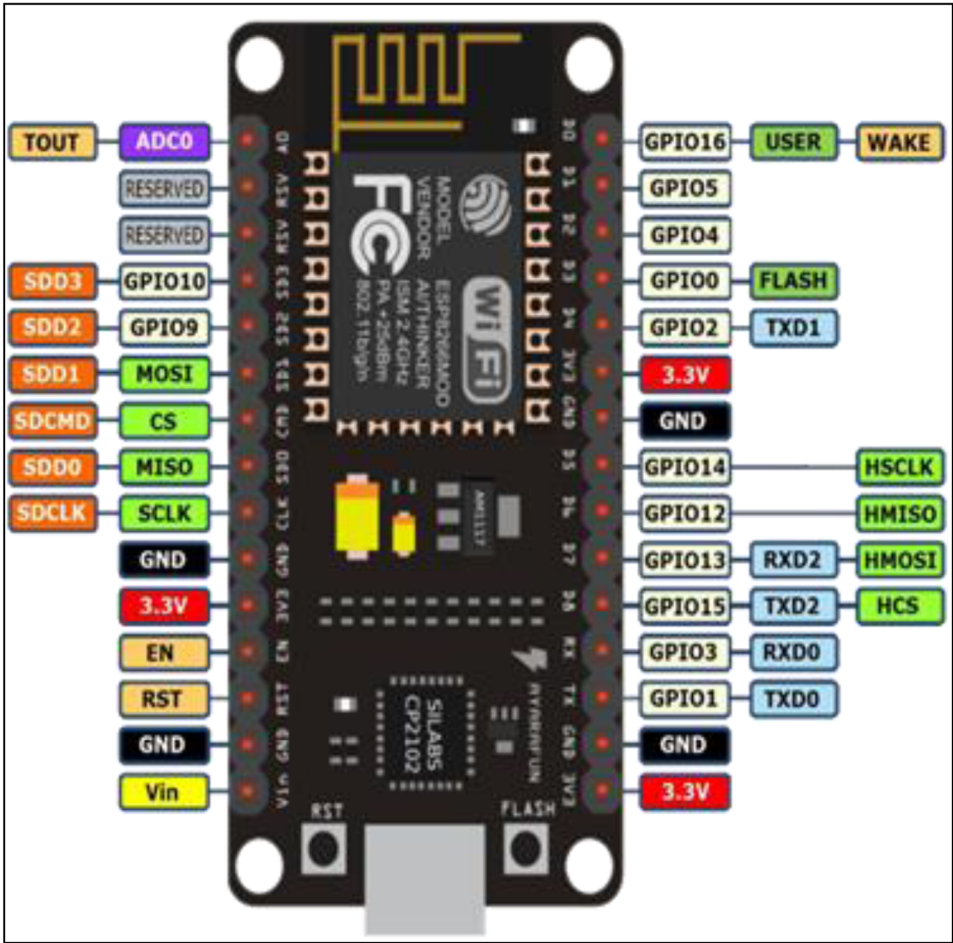 TOUT ADC0 A0 D0 GPIO16 USER WAKE
RESERVED RSV D1 GPIO5
RESERVED RSV D2 GPIO4
SDD3 GPIO10 SD3 D3 GPIO0 FLASH
SDD2 GPIO9 SD2 D4 GPIO2 TXD1
SDD1 MOSI SD1 3V3 3.3V
SDCMD CS CMD GND GND
SDD0 MISO SD0 D5 GPIO14 HSCLK
SDCLK SCLK CLK D6 GPIO12 HMISO
GND GND D7 GPIO13 RXD2 HMOSI
3.3V 3V3 D8 GPIO15 TXD2 HCS
EN EN RX GPIO3 RXD0
RST RST TX GPIO1 TXD0
GND GND GND GND
Vin Vin 3V3 3.3V
MODEL
VENDOR
ESP8266MOD
AI/THINKER
ISM 2.4GHz
PA +25dBm
802.11b/g/n
FC
WiFi
AM1117
SILABS
CP2102
AYARAFUN
RST
FLASH